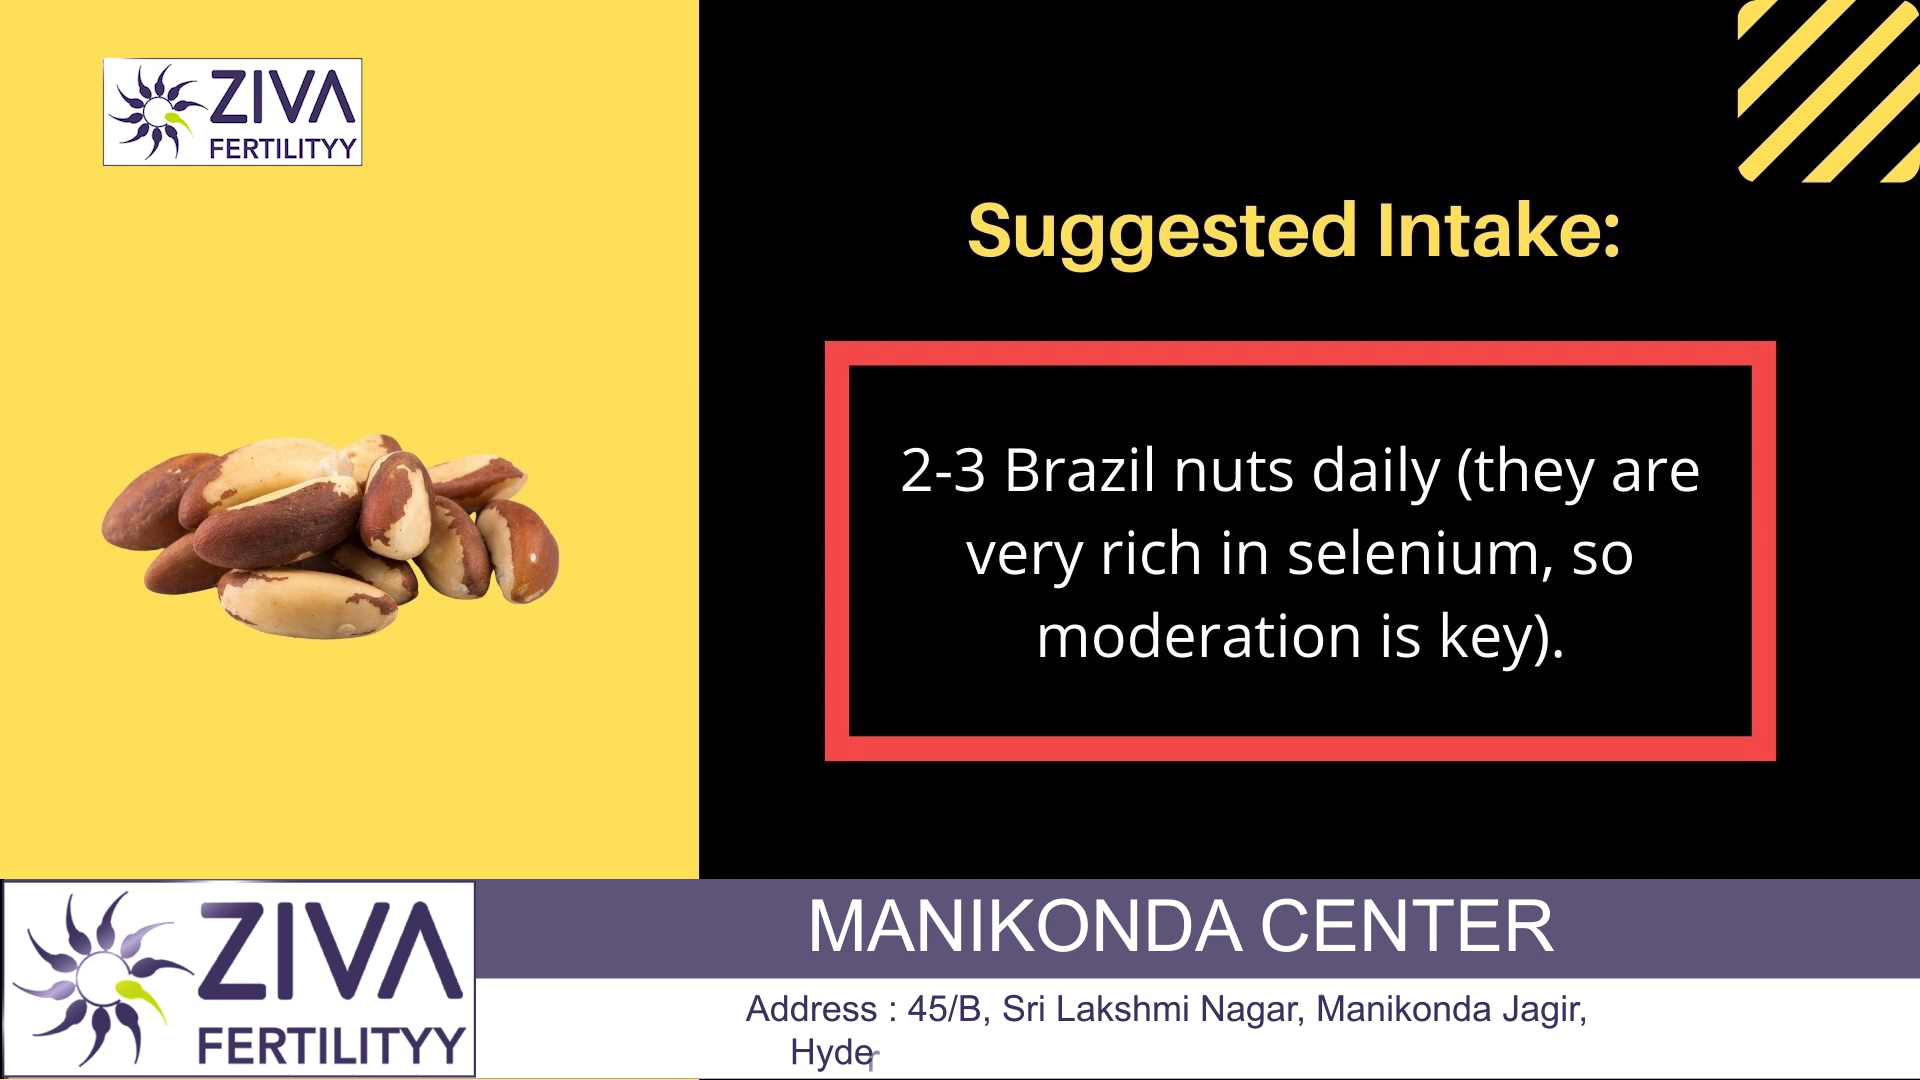 ZIVA
FERTILITYY
Suggested Intake:
2-3 Brazil nuts daily (they are
very rich in selenium, so
moderation is key).
ZIVA
FERTILITYY
MANIKONDA CENTER
Address : 45/B, Sri Lakshmi Nagar, Manikonda Jagir,
Hyder